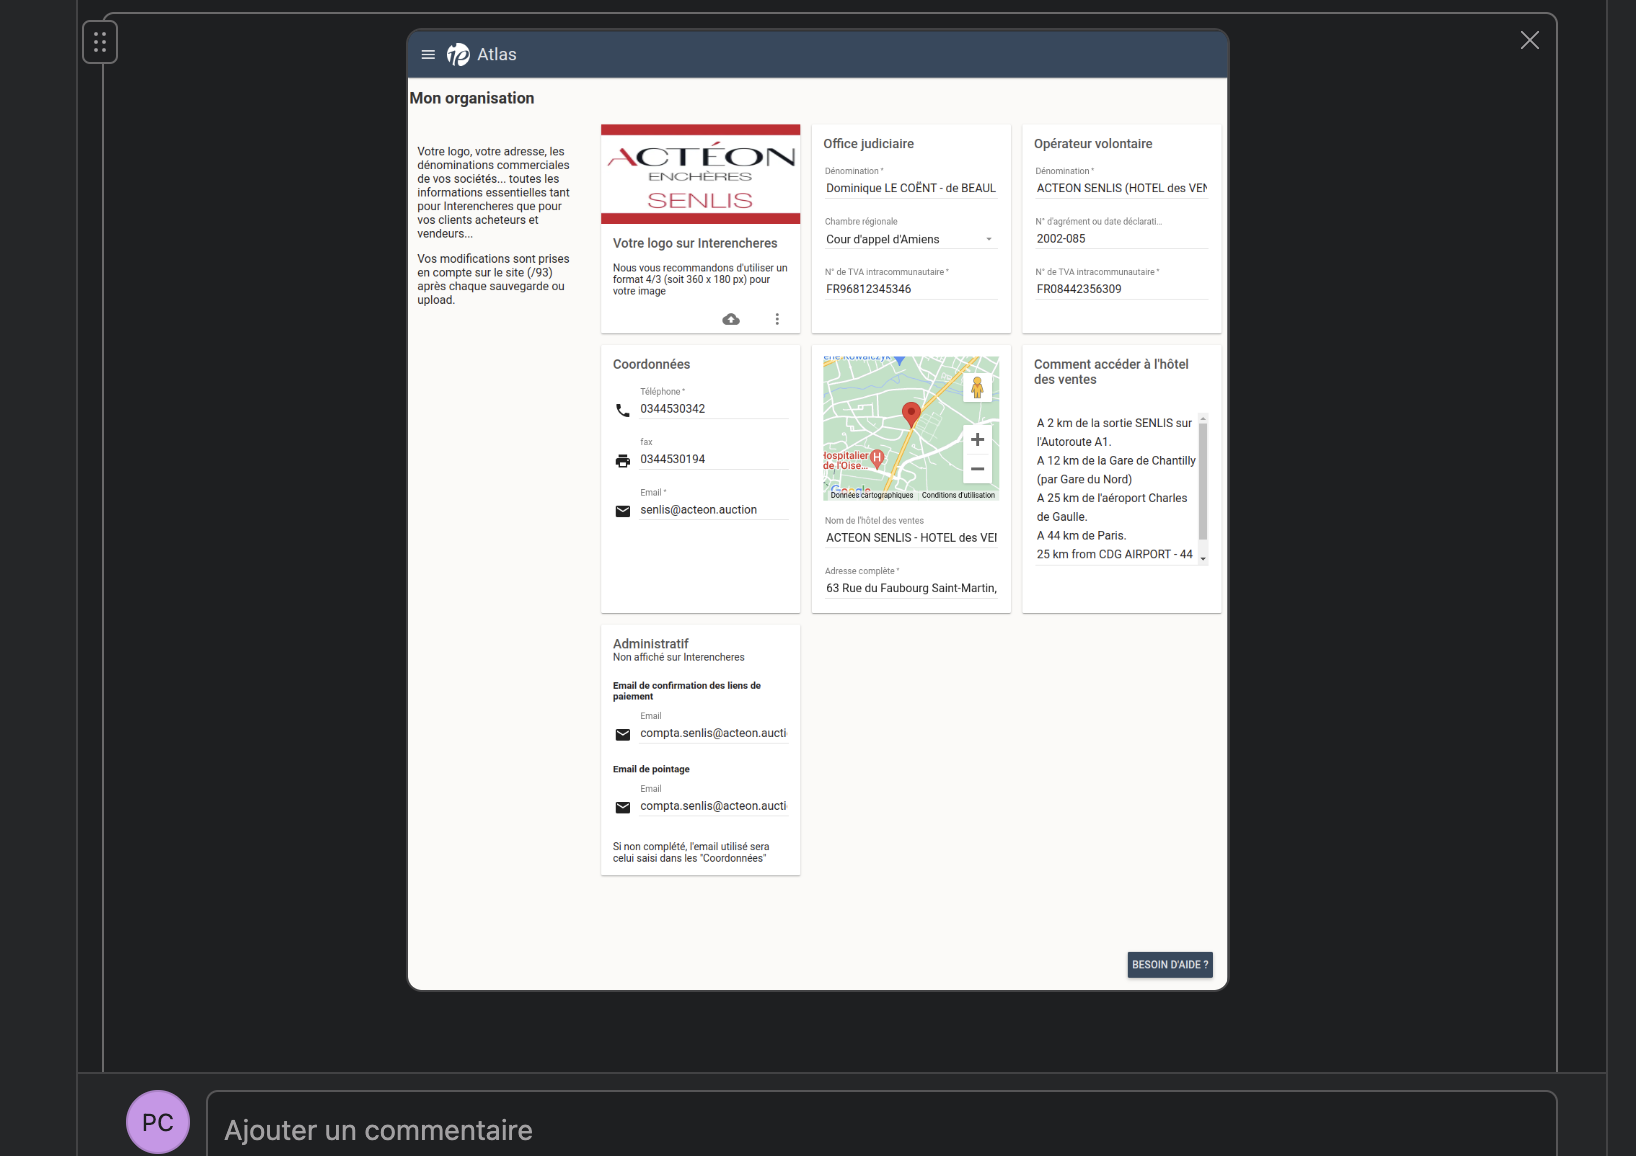 Atlas
Mon organisation
Votre logo, votre adresse, les
dénominations commerciales
de vos sociétés... toutes les
informations essentielles tant
pour Interencheres que pour
vos clients acheteurs et
vendeurs...
Vos modifications sont prises
en compte sur le site (/93)
après chaque sauvegarde ou
upload.
ACTÉON
ENCHÈRES
SENLIS
Votre logo sur Interencheres
Nous vous recommandons d'utiliser un
format 4/3 (soit 360 x 180 px) pour
votre image
Office judiciaire
Dénomination *
Dominique LE COËNT - de BEAUL
Chambre régionale
Cour d'appel d'Amiens
N° de TVA intracommunautaire *
FR96812345346
Opérateur volontaire
Dénomination *
ACTEON SENLIS (HOTEL des VEN
N° d'agrément ou date déclarati...
2002-085
N° de TVA intracommunautaire *
FR08442356309
Coordonnées
Téléphone *
0344530342
fax
0344530194
Email *
senlis@acteon.auction
Hospitalier
de l'Oise...
H
Google
Données cartographiques
Conditions d'utilisation
Nom de l'hôtel des ventes
ACTEON SENLIS - HOTEL des VEI
Adresse complète *
63 Rue du Faubourg Saint-Martin,
Comment accéder à l'hôtel
des ventes
A 2 km de la sortie SENLIS sur
l'Autoroute A1.
A 12 km de la Gare de Chantilly
(par Gare du Nord)
A 25 km de l'aéroport Charles
de Gaulle.
A 44 km de Paris.
25 km from CDG AIRPORT - 44
Administratif
Non affiché sur Interencheres
Email de confirmation des liens de
paiement
Email
compta.senlis@acteon.aucti
Email de pointage
Email
compta.senlis@acteon.aucti
Si non complété, l'email utilisé sera
celui saisi dans les "Coordonnées"
BESOIN D'AIDE ?
PC
Ajouter un commentaire